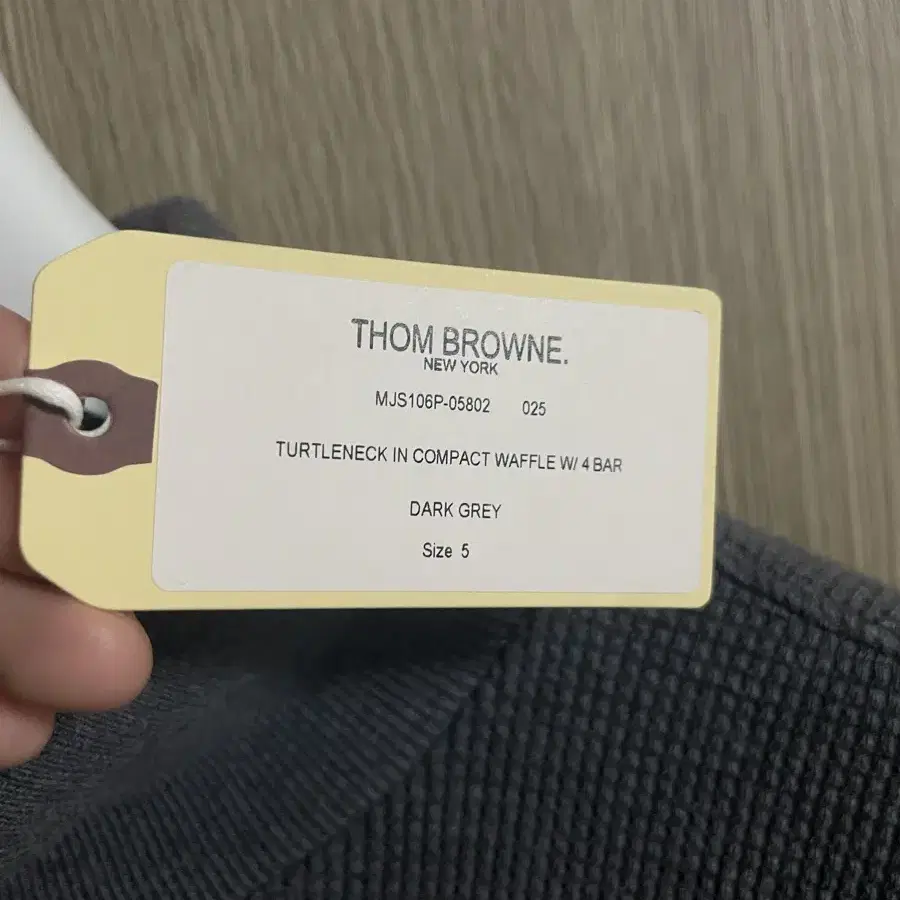 THOM BROWNE.
NEW YORK
MJS106P-05802 025
TURTLENECK IN COMPACT WAFFLE W/ 4 BAR
DARK GREY
Size 5